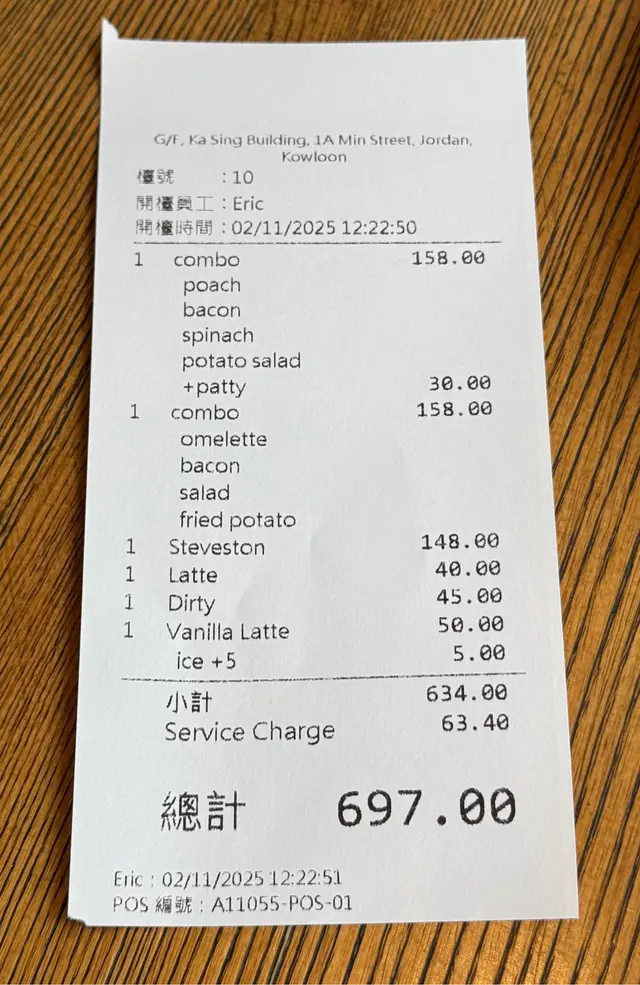 G/F, Ka Sing Building, 1A Min Street, Jordan,
Kowloon
檯號 : 10
開檯員工 : Eric
開檯時間 : 02/11/2025 12:22:50
1 combo 158.00
poach
bacon
spinach
potato salad
+patty 30.00
1 combo 158.00
omelette
bacon
salad
fried potato
1 Steveston 148.00
1 Latte 40.00
1 Dirty 45.00
1 Vanilla Latte 50.00
ice +5 5.00
小計 634.00
Service Charge 63.40
總計 697.00
Eric : 02/11/2025 12:22:51
POS 編號 : A11055-POS-01